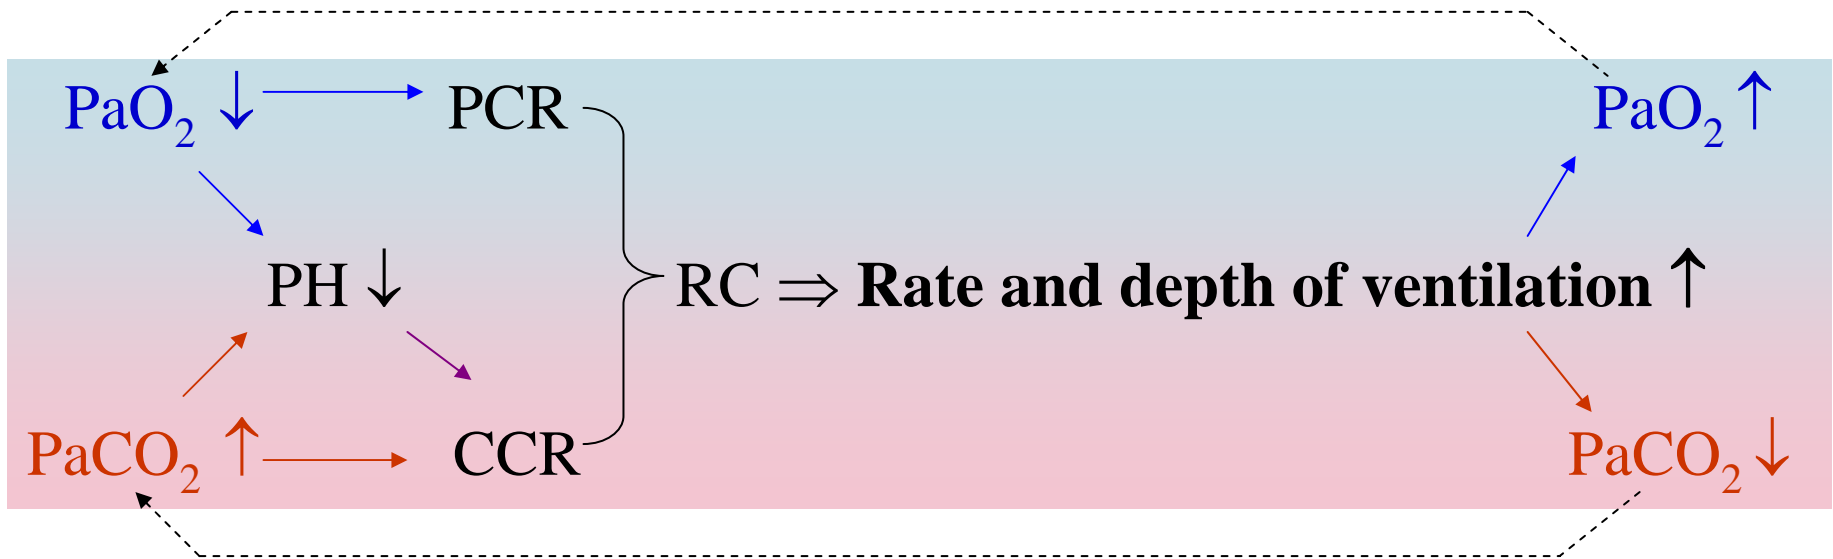 PaO₂ ↓ PCR PaO₂ ↑
PH ↓ RC ⇒ Rate and depth of ventilation ↑
PaCO₂ ↑ CCR PaCO₂ ↓